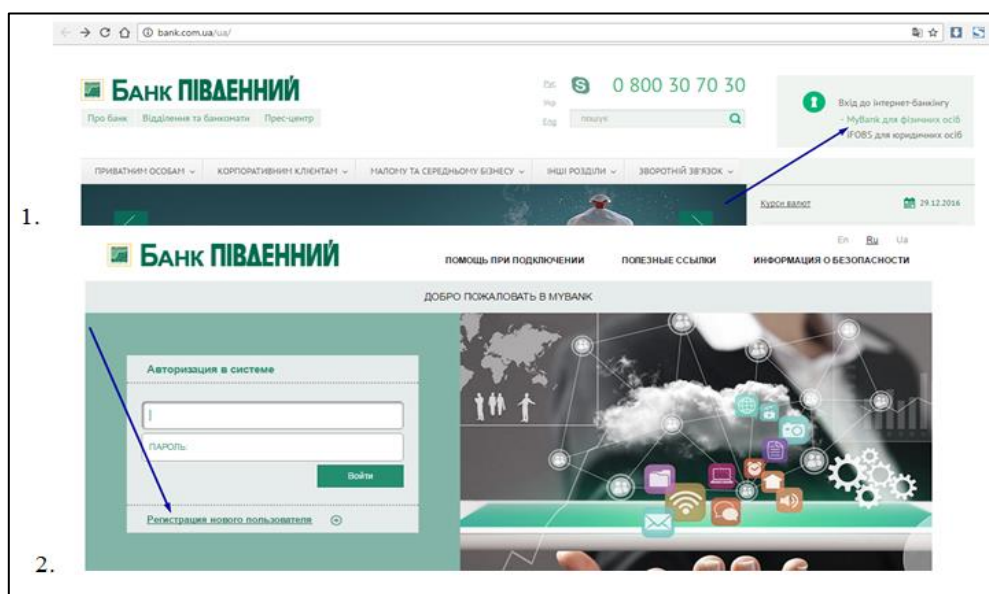 bank.com.ua/ua/
БАНК ПІВДЕННИЙ
Про банк Відділення та банкомати Прес-центр
Рус
Укр
Eng
0 800 30 70 30
пошук
Вхід до інтернет-банкінгу
- MyBank для фізичних осіб
iFOBS для юридичних осіб
ПРИВАТНИМ ОСОБАМ КОРПОРАТИВНИМ КЛІЄНТАМ МАЛОМУ ТА СЕРЕДНЬОМУ БІЗНЕСУ ІНШІ РОЗДІЛИ ЗВОРОТНІЙ ЗВ'ЯЗОК
Курси валют 29.12.2016
1.
БАНК ПІВДЕННИЙ
En Ru Ua
ПОМОЩЬ ПРИ ПОДКЛЮЧЕНИИ ПОЛЕЗНЫЕ ССЫЛКИ ИНФОРМАЦИЯ О БЕЗОПАСНОСТИ
ДОБРО ПОЖАЛОВАТЬ В MYBANK
Авторизация в системе
ПАРОЛЬ:
Войти
Регистрация нового пользователя
2.